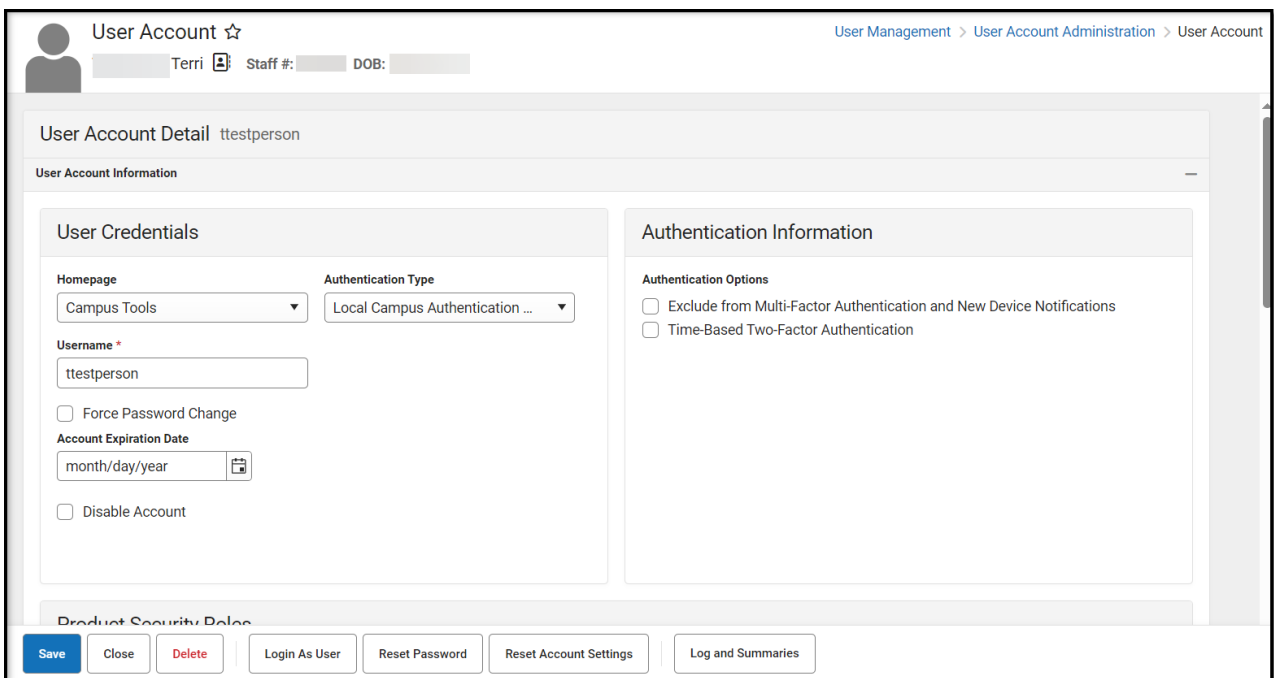 User Account
User Management > User Account Administration > User Account
Terri Staff #: DOB:
User Account Detail ttestperson
User Account Information
User Credentials
Homepage Authentication Type
Campus Tools Local Campus Authentication ...
Username *
ttestperson
Force Password Change
Account Expiration Date
month/day/year
Disable Account
Authentication Information
Authentication Options
Exclude from Multi-Factor Authentication and New Device Notifications
Time-Based Two-Factor Authentication
Product Security Roles
Save Close Delete Login As User Reset Password Reset Account Settings Log and Summaries